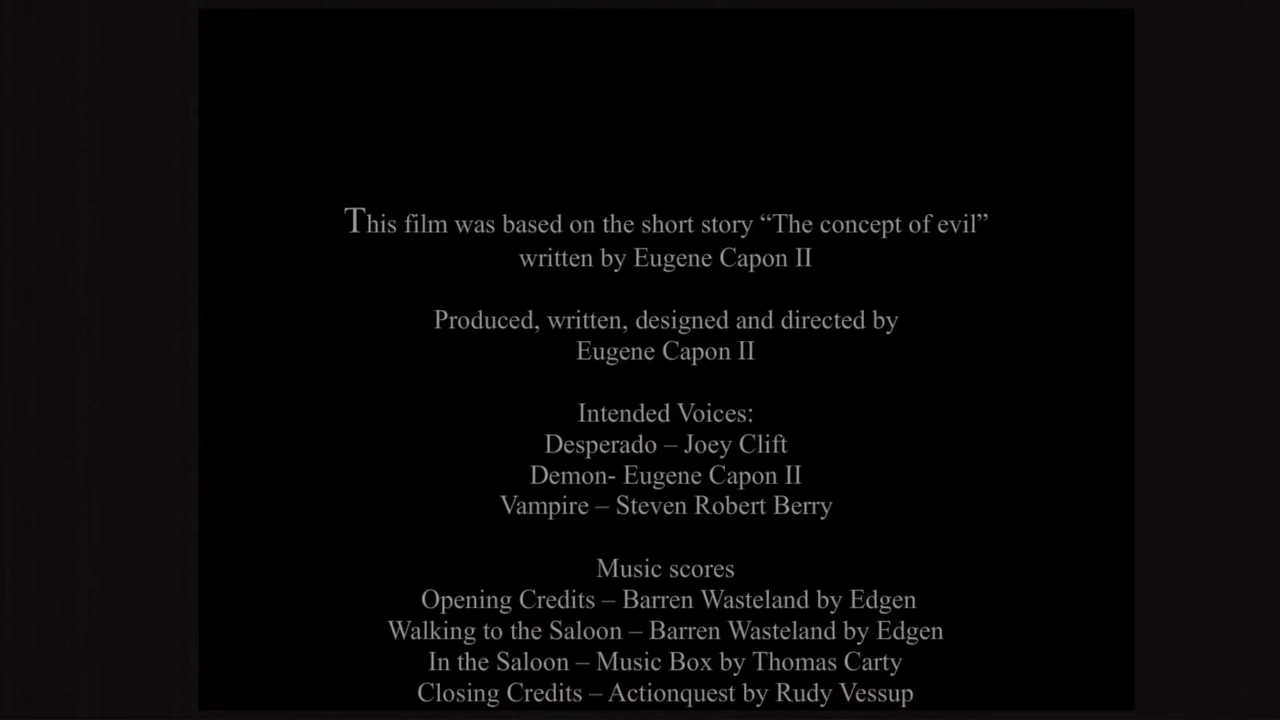 This film was based on the short story “The concept of evil”
written by Eugene Capon II
Produced, written, designed and directed by
Eugene Capon II
Intended Voices:
Desperado – Joey Clift
Demon- Eugene Capon II
Vampire – Steven Robert Berry
Music scores
Opening Credits – Barren Wasteland by Edgen
Walking to the Saloon – Barren Wasteland by Edgen
In the Saloon – Music Box by Thomas Carty
Closing Credits – Actionquest by Rudy Vessup